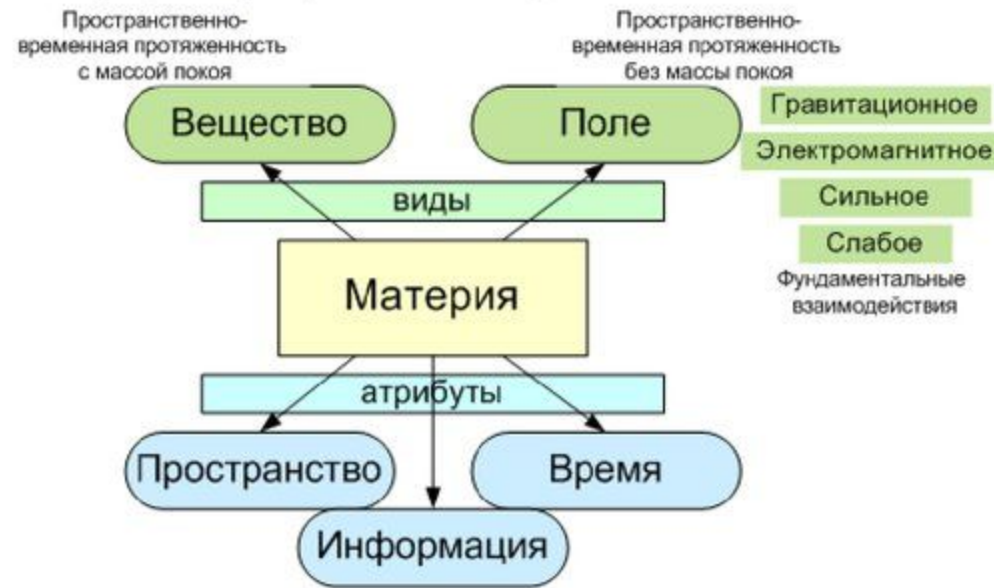 Пространственно-
временная протяженность
с массой покоя
Пространственно-
временная протяженность
без массы покоя
Вещество
Поле
Гравитационное
Электромагнитное
Сильное
Слабое
Фундаментальные
взаимодействия
виды
Материя
атрибуты
Пространство
Время
Информация